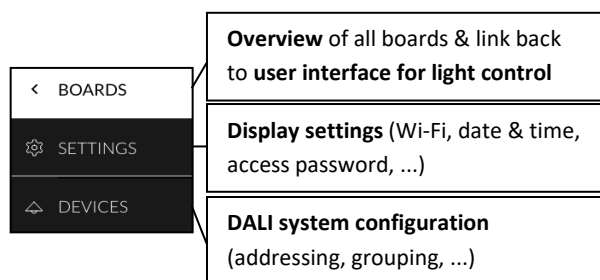 Overview of all boards & link back
to user interface for light control
BOARDS
Display settings (Wi-Fi, date & time,
access password, ...)
SETTINGS
DEVICES
DALI system configuration
(addressing, grouping, ...)